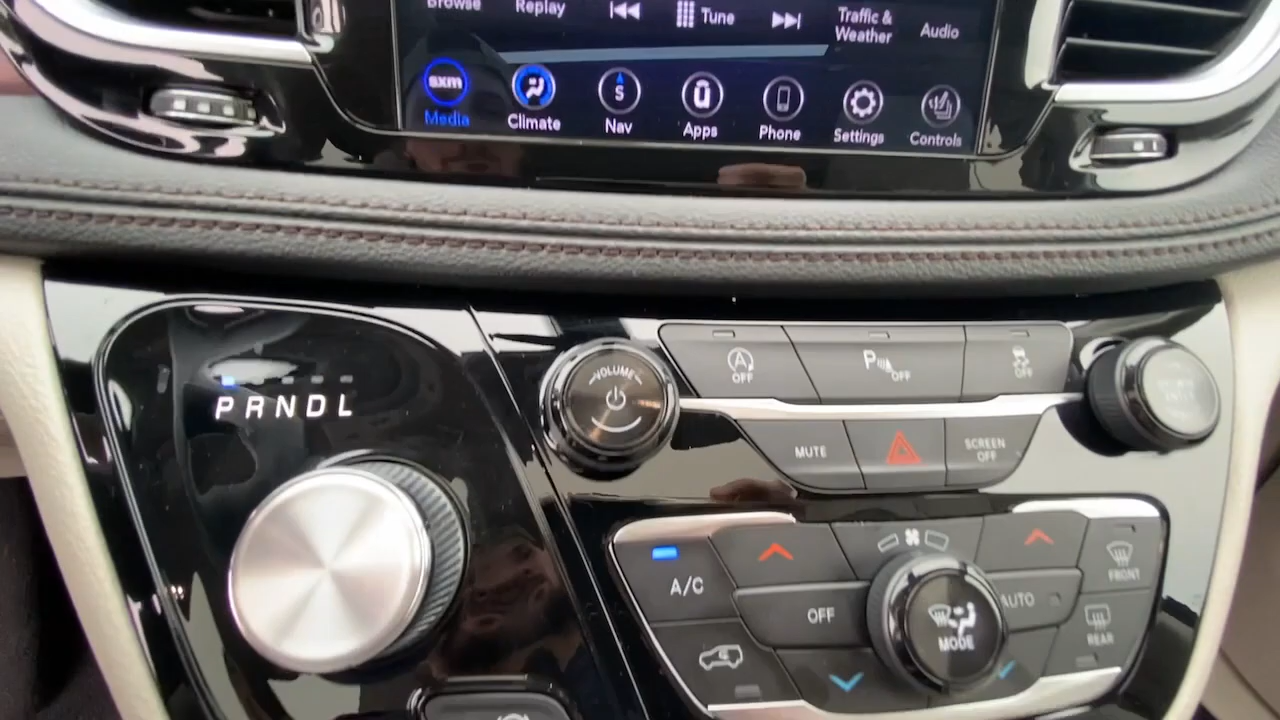 Browse
Replay
Tune
Traffic &
Weather
Audio
sxm
Media
Climate
S
Nav
Apps
Phone
Settings
Controls
PRNDL
VOLUME
A
OFF
P
OFF
OFF
MUTE
SCREEN
OFF
A/C
OFF
AUTO
MODE
FRONT
REAR